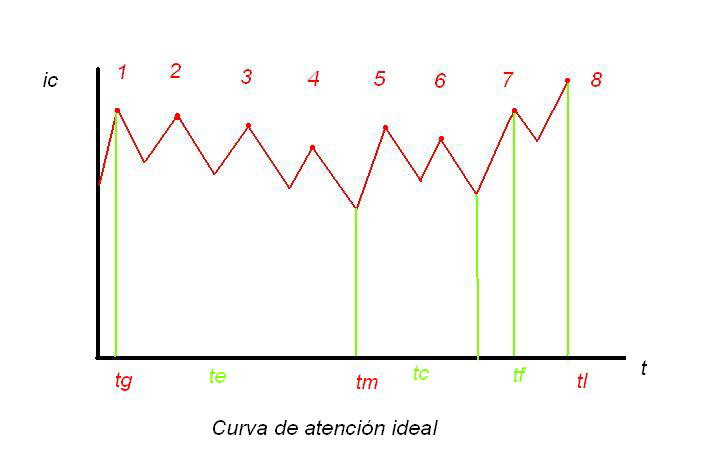 ic 1 2 3 4 5 6 7 8
t
tg te tm tc tf tl
Curva de atención ideal